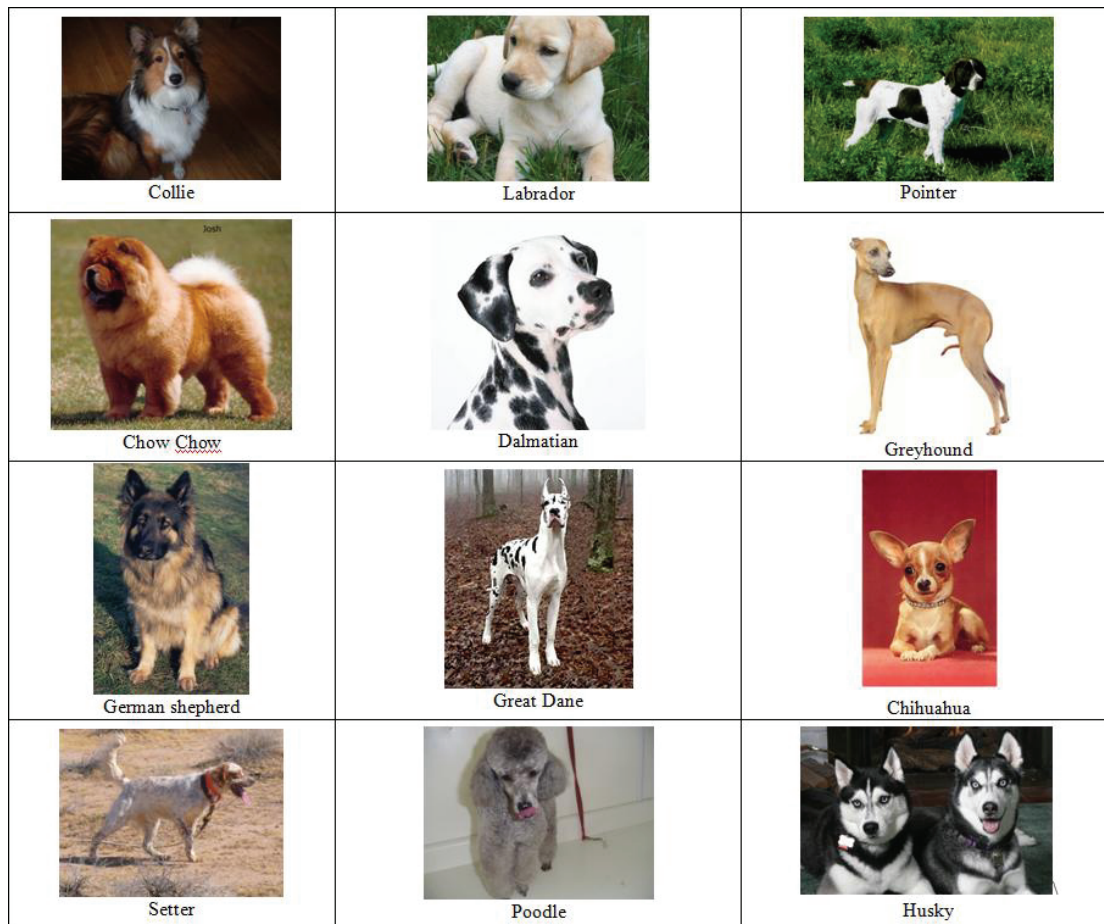 Collie
Labrador
Pointer
Josh
Chow Chow
Dalmatian
Greyhound
German shepherd
Great Dane
Chihuahua
Setter
Poodle
Husky